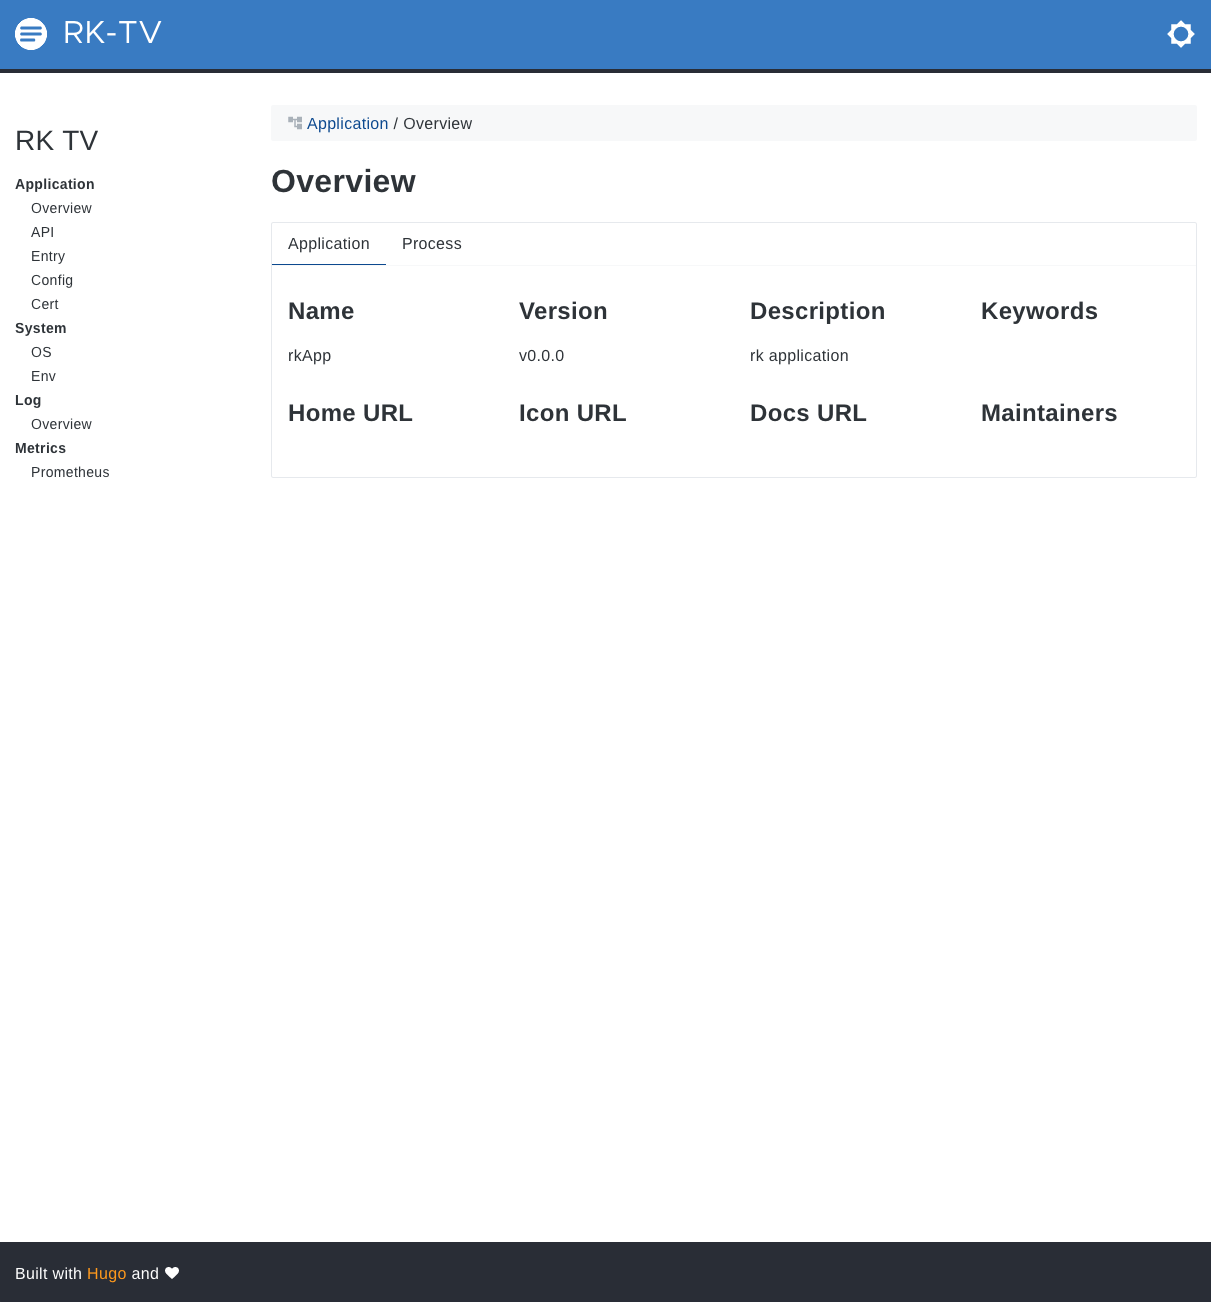 RK-TV
RK TV
Application
Overview
API
Entry
Config
Cert
System
OS
Env
Log
Overview
Metrics
Prometheus
Application / Overview
Overview
Application Process
Name Version Description Keywords
rkApp v0.0.0 rk application
Home URL Icon URL Docs URL Maintainers
Built with Hugo and